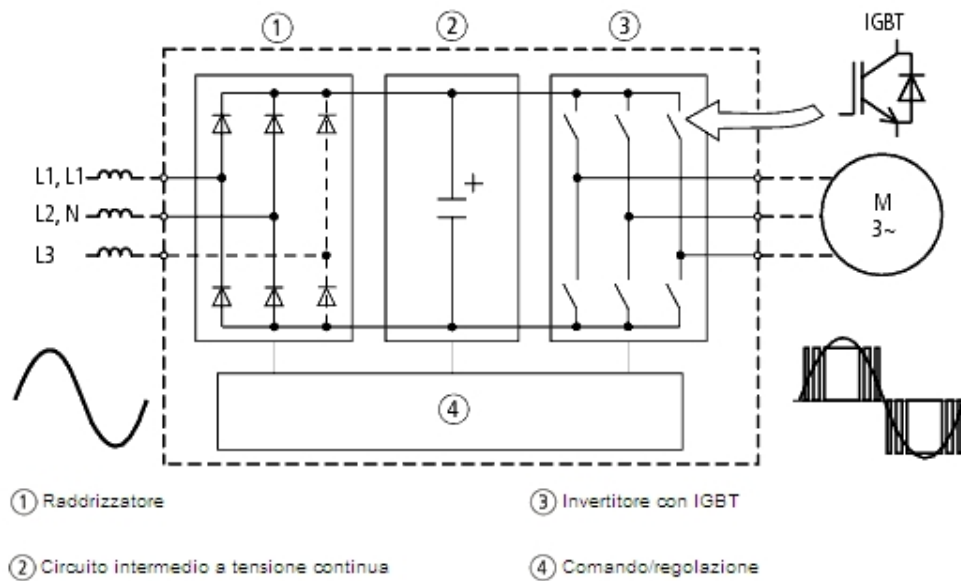 ① ② ③
IGBT
L1, L1
L2, N
L3
+
M
3~
④
① Raddrizzatore
③ Invertitore con IGBT
② Circuito intermedio a tensione continua
④ Comando/regolazione